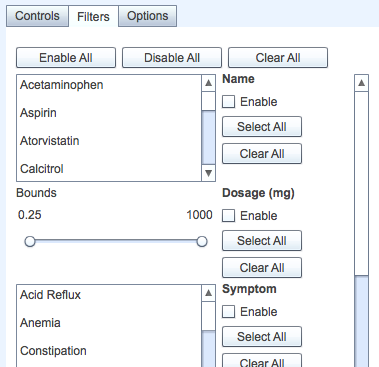 Controls Filters Options
Enable All Disable All Clear All
Acetaminophen
Aspirin
Atorvistatin
Calcitrol
Name
Enable
Select All
Clear All
Bounds
0.25 1000
Dosage (mg)
Enable
Select All
Clear All
Acid Reflux
Anemia
Constipation
Symptom
Enable
Select All
Clear All